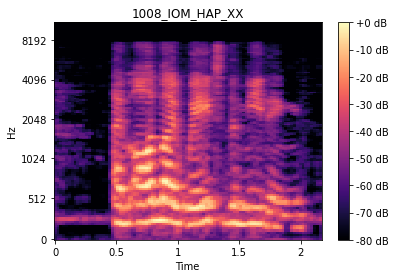 1008_IOM_HAP_XX
+0 dB
8192
-10 dB
4096
-20 dB
-30 dB
2048
Hz
-40 dB
1024
-50 dB
512
-60 dB
-70 dB
0
-80 dB
0 0.5 1 1.5 2
Time